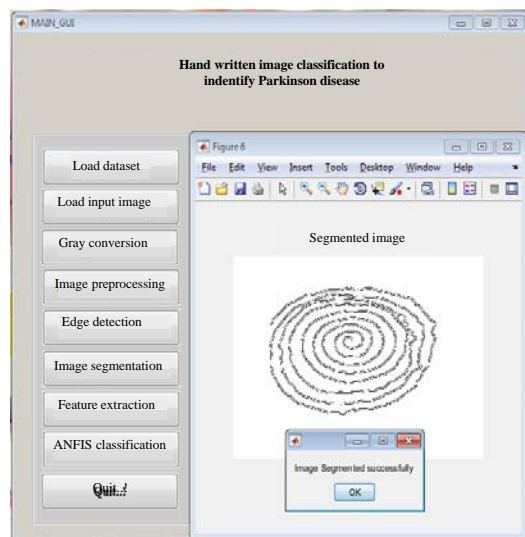 MAIN_GUI
Hand written image classification to
indentify Parkinson disease
Load dataset
Load input image
Gray conversion
Image preprocessing
Edge detection
Image segmentation
Feature extraction
ANFIS classification
Quit..!
Figure 6
File Edit View Insert Tools Desktop Window Help
Segmented image
Image Segmented successfully
OK